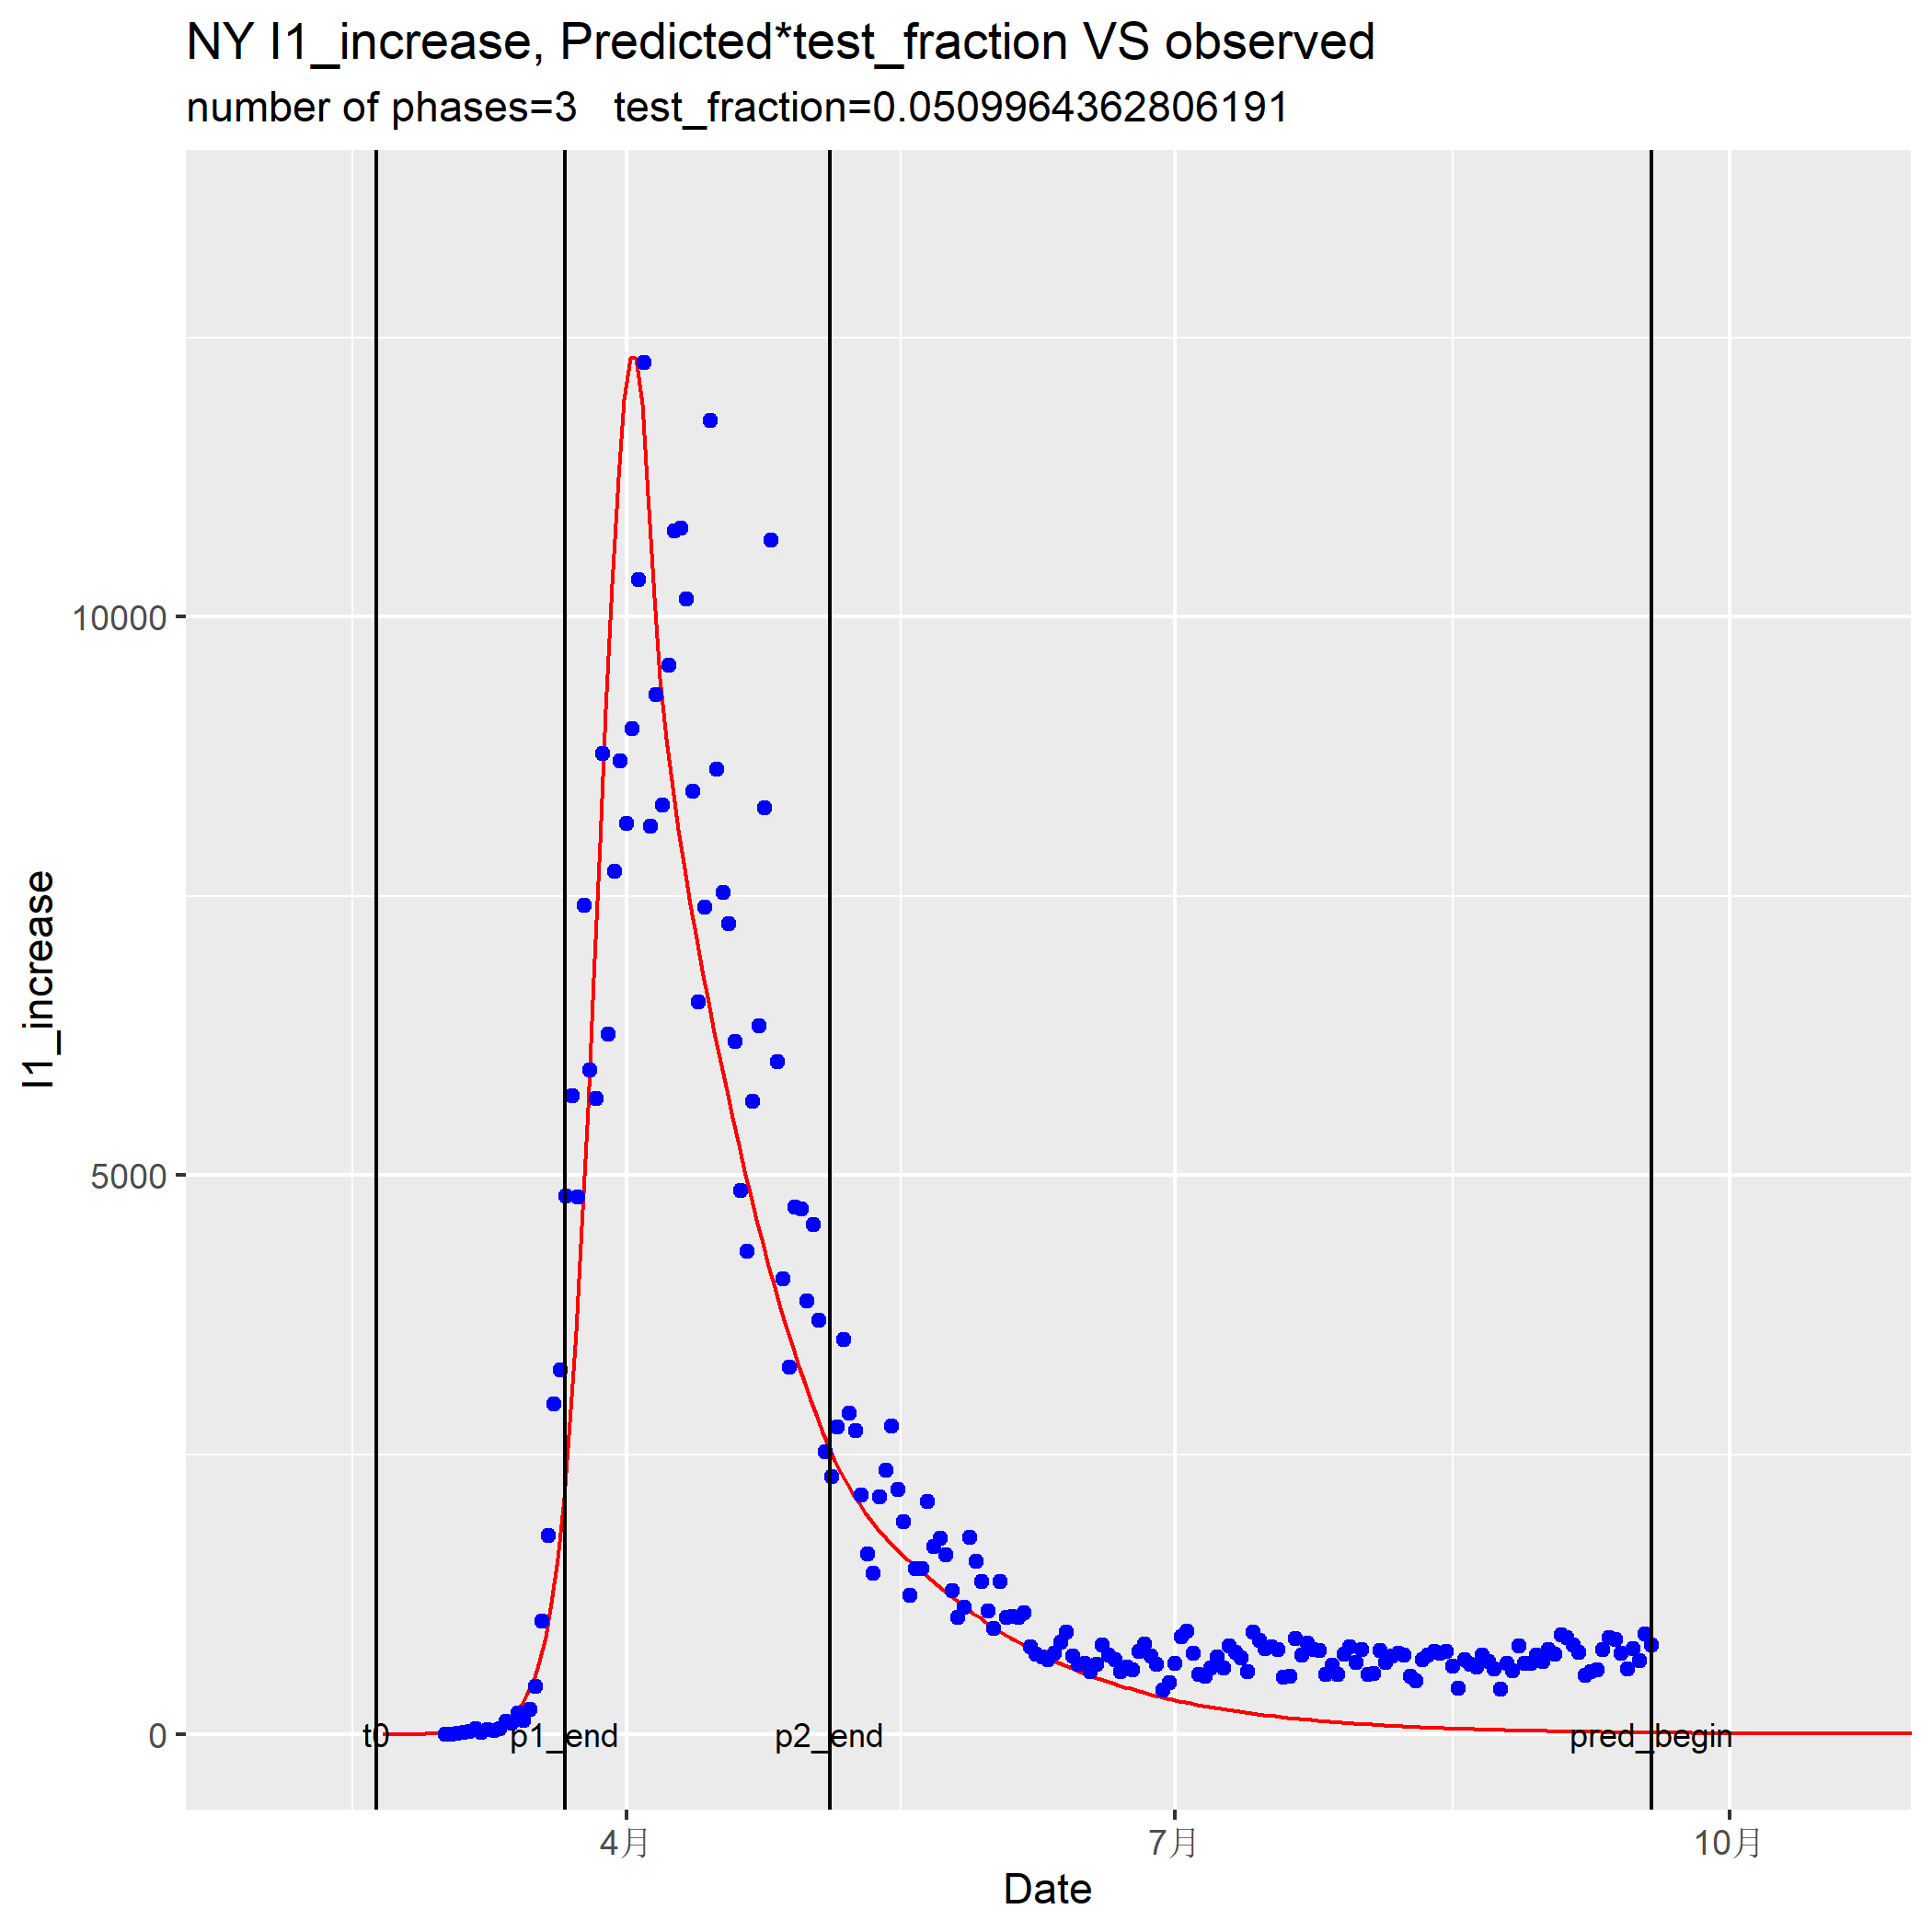 NY I1_increase, Predicted*test_fraction VS observed
number of phases=3   test_fraction=0.0509964362806191
I1_increase
10000
5000
0
t0
p1_end
p2_end
pred_begin
4月
7月
10月
Date